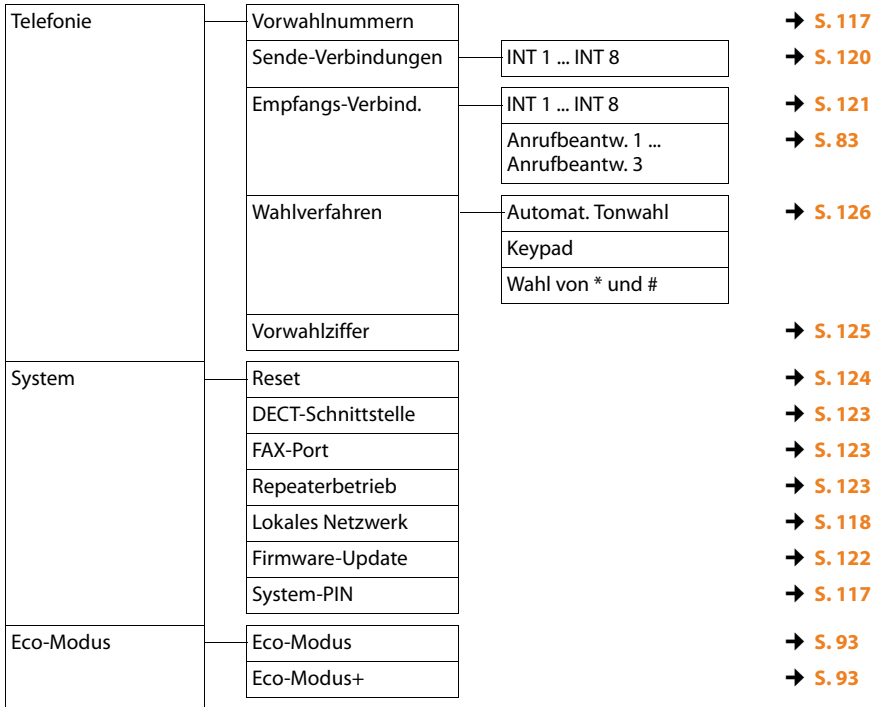 Telefonie Vorwahlnummern ➔ S. 117
Sende-Verbindungen INT 1 ... INT 8 ➔ S. 120
Empfangs-Verbind. INT 1 ... INT 8 ➔ S. 121
Anrufbeantw. 1 ... ➔ S. 83
Anrufbeantw. 3
Wahlverfahren Automat. Tonwahl ➔ S. 126
Keypad
Wahl von * und #
Vorwahlziffer ➔ S. 125
System Reset ➔ S. 124
DECT-Schnittstelle ➔ S. 123
FAX-Port ➔ S. 123
Repeaterbetrieb ➔ S. 123
Lokales Netzwerk ➔ S. 118
Firmware-Update ➔ S. 122
System-PIN ➔ S. 117
Eco-Modus Eco-Modus ➔ S. 93
Eco-Modus+ ➔ S. 93